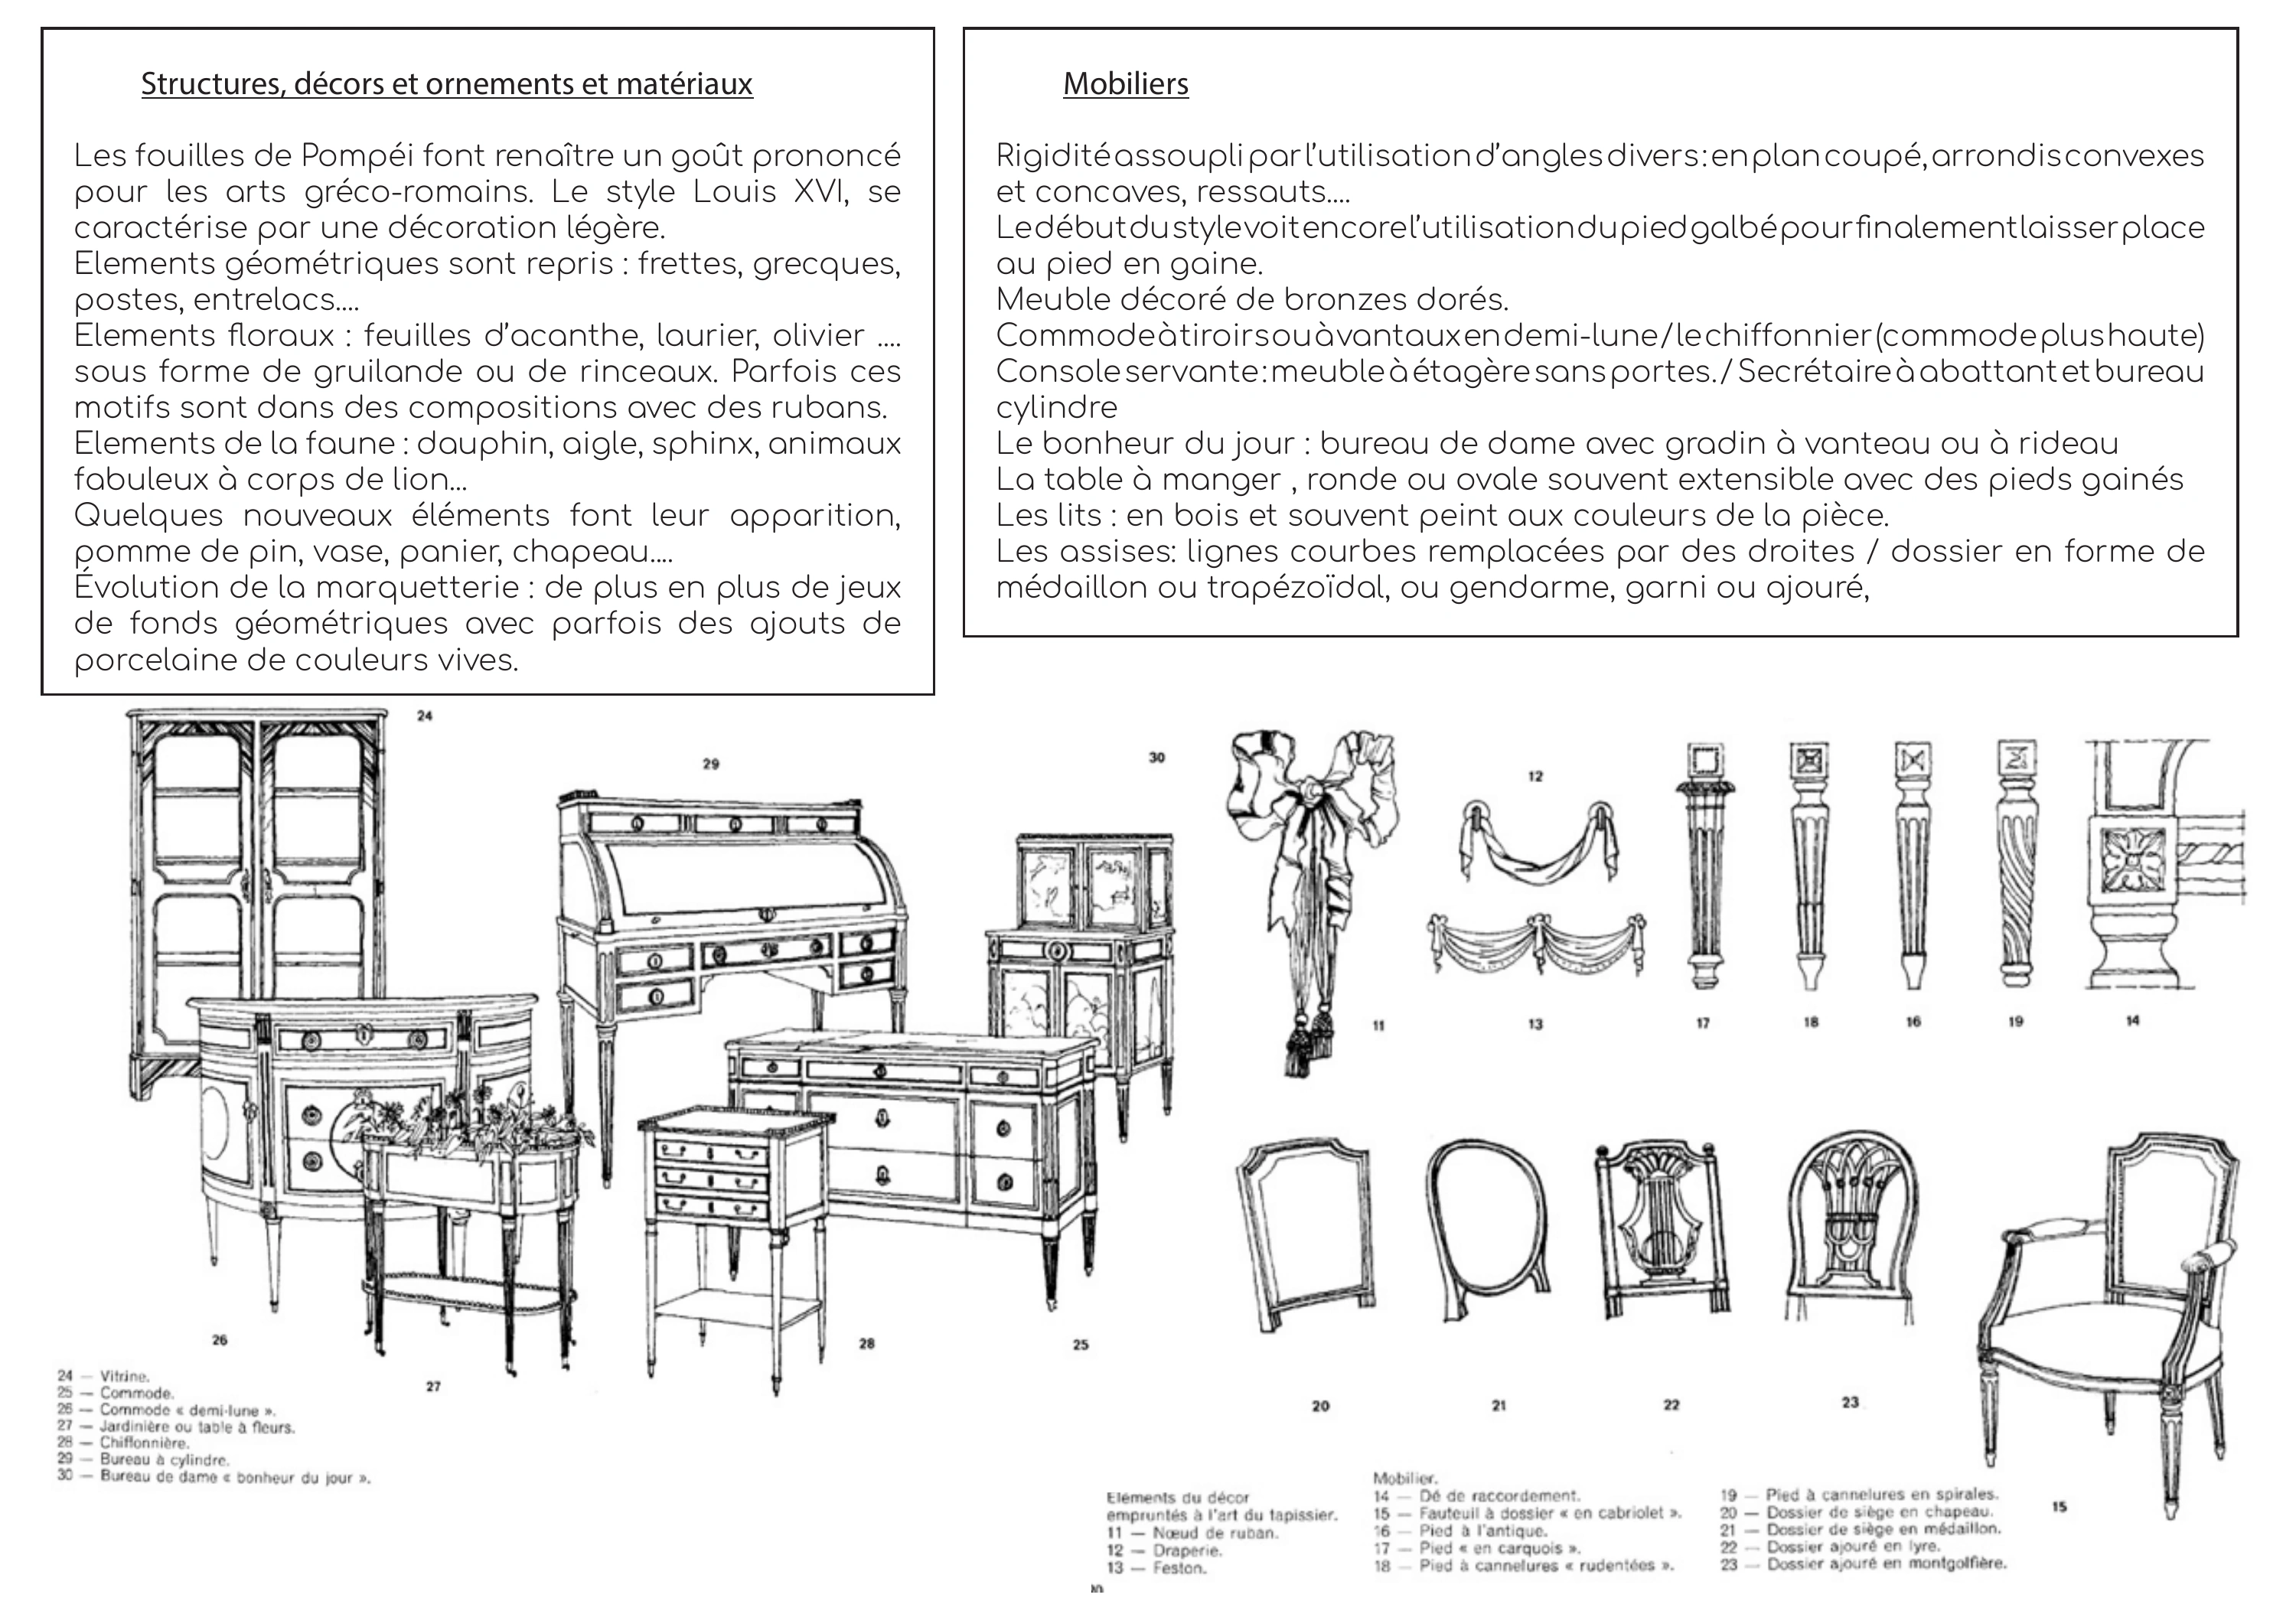 Structures, décors et ornements et matériaux
Les fouilles de Pompéi font renaître un goût prononcé
pour les arts gréco-romains. Le style Louis XVI, se
caractérise par une décoration légère.
Elements géométriques sont repris : frettes, grecques,
postes, entrelacs....
Elements floraux : feuilles d'acanthe, laurier, olivier ....
sous forme de gruilande ou de rinceaux. Parfois ces
motifs sont dans des compositions avec des rubans.
Elements de la faune : dauphin, aigle, sphinx, animaux
fabuleux à corps de lion...
Quelques nouveaux éléments font leur apparition,
pomme de pin, vase, panier, chapeau....
Évolution de la marquetterie : de plus en plus de jeux
de fonds géométriques avec parfois des ajouts de
porcelaine de couleurs vives.
Mobiliers
Rigidité assoupli par l'utilisation d'angles divers : en plan coupé, arrondis convexes
et concaves, ressauts....
Le début du style voit encore l'utilisation du pied galbé pour finalement laisser place
au pied en gaine.
Meuble décoré de bronzes dorés.
Commode à tiroirs ou à vantaux en demi-lune / le chiffonnier (commode plus haute)
Console servante : meuble à étagère sans portes. / Secrétaire à abattant et bureau
cylindre
Le bonheur du jour : bureau de dame avec gradin à vanteau ou à rideau
La table à manger , ronde ou ovale souvent extensible avec des pieds gainés
Les lits : en bois et souvent peint aux couleurs de la pièce.
Les assises: lignes courbes remplacées par des droites / dossier en forme de
médaillon ou trapézoïdal, ou gendarme, garni ou ajouré,
24
29
30
26
27
28
25
24 — Vitrine.
25 — Commode.
26 — Commode « demi-lune ».
27 — Jardinière ou table à fleurs.
28 — Chiffonnière.
29 — Bureau à cylindre.
30 — Bureau de dame « bonheur du jour ».
12
11
13
17
18
16
19
14
20
21
22
23
15
Eléments du décor
empruntés à l'art du tapissier.
11 — Nœud de ruban.
12 — Draperie.
13 — Feston.
Mobilier.
14 — Dé de raccordement.
15 — Fauteuil à dossier « en cabriolet ».
16 — Pied à l'antique.
17 — Pied « en carquois ».
18 — Pied à cannelures « rudentées ».
19 — Pied à cannelures en spirales.
20 — Dossier de siège en chapeau.
21 — Dossier de siège en médaillon.
22 — Dossier ajouré en lyre.
23 — Dossier ajouré en montgolfière.